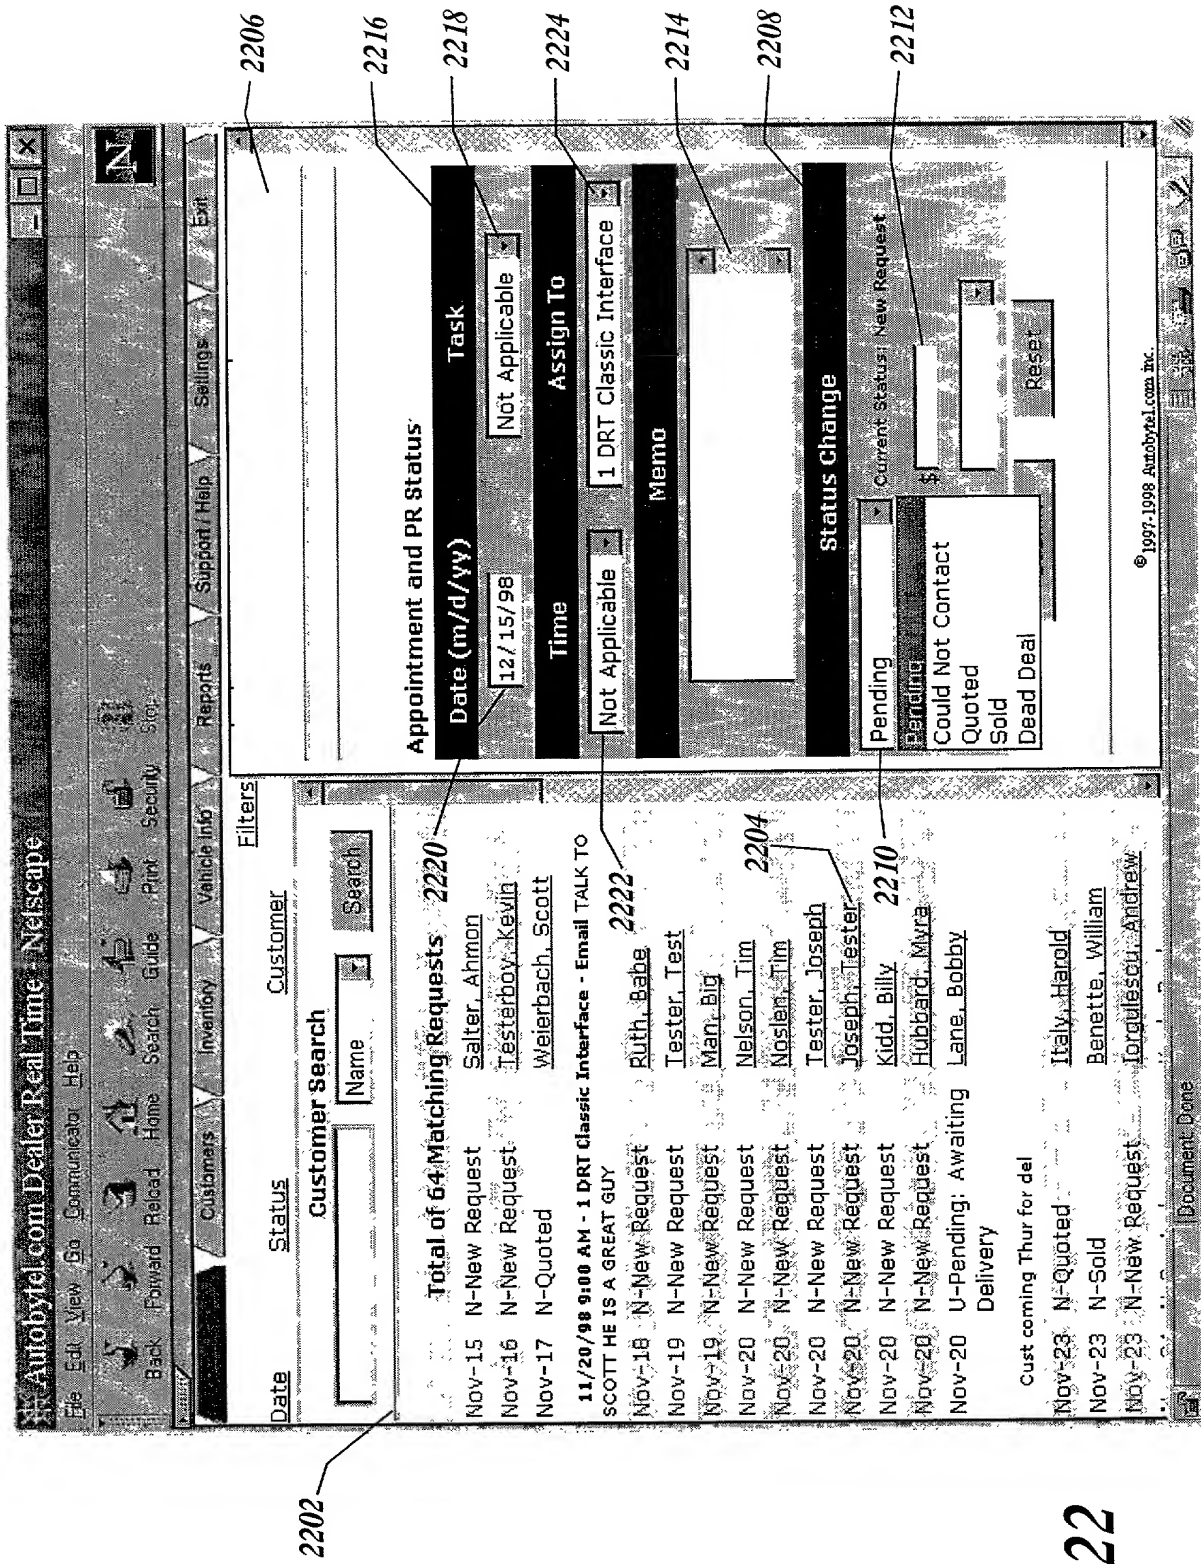 Autobytel.com Dealer Real Time - Netscape
File Edit View Go Communicator Help
Back Forward Reload Home Search Guide Print Security Stop
Customers Inventory Vehicle Info Reports Support / Help Settings Exit
Date Status Customer Filters
Customer Search
Name Search
Total of 64 Matching Requests
Nov-15 N-New Request Salter, Ahmon
Nov-16 N-New Request Testerboy, Kevin
Nov-17 N-Quoted Weierbach, Scott
11/20/98 9:00 AM - 1 DRT Classic Interface - Email TALK TO
SCOTT HE IS A GREAT GUY
Nov-18 N-New Request Ruth, Babe
Nov-19 N-New Request Tester, Test
Nov-19 N-New Request Man, Big
Nov-20 N-New Request Nelson, Tim
Nov-20 N-New Request Noslen, Tim
Nov-20 N-New Request Tester, Joseph
Nov-20 N-New Request Joseph, Tester
Nov-20 N-New Request Kidd, Billy
Nov-20 N-New Request Hubbard, Myra
Nov-20 U-Pending: Awaiting Lane, Bobby
Delivery
Cust coming Thur for del
Nov-23 N-Quoted Italy, Harold
Nov-23 N-Sold Benette, William
Nov-23 N-New Request Iorgulescu, Andrew
Appointment and PR Status
Date (m/d/yy) Task
12/15/98 Not Applicable
Time Assign To
Not Applicable 1 DRT Classic Interface
Memo
Status Change
Pending Current Status: New Request
Pending
Could Not Contact
Quoted
Sold
Dead Deal
$
Reset
© 1997-1998 Autobytel.com inc.
Document: Done
2202
2220
2222
2204
2210
2206
2216
2218
2224
2214
2208
2212
22